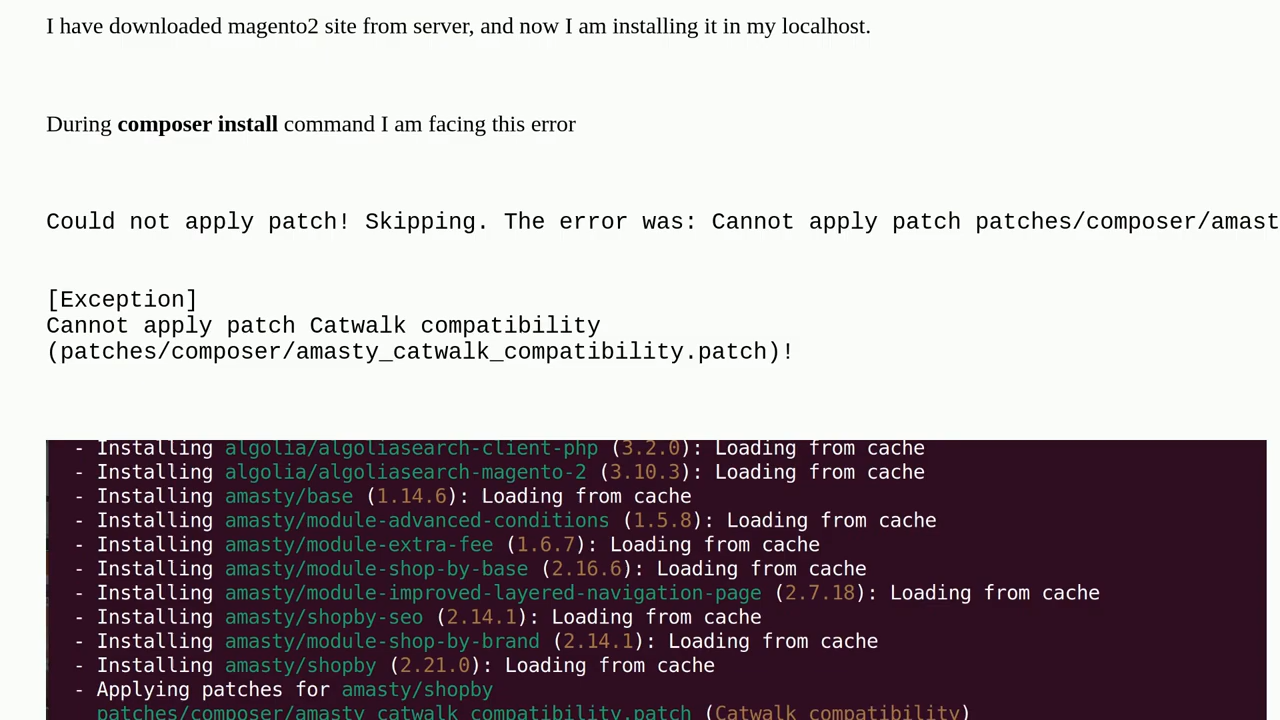 I have downloaded magento2 site from server, and now I am installing it in my localhost.
During composer install command I am facing this error
Could not apply patch! Skipping. The error was: Cannot apply patch patches/composer/amast
[Exception]
Cannot apply patch Catwalk compatibility
(patches/composer/amasty_catwalk_compatibility.patch)!
- Installing algolia/algoliasearch-client-php (3.2.0): Loading from cache
- Installing algolia/algoliasearch-magento-2 (3.10.3): Loading from cache
- Installing amasty/base (1.14.6): Loading from cache
- Installing amasty/module-advanced-conditions (1.5.8): Loading from cache
- Installing amasty/module-extra-fee (1.6.7): Loading from cache
- Installing amasty/module-shop-by-base (2.16.6): Loading from cache
- Installing amasty/module-improved-layered-navigation-page (2.7.18): Loading from cache
- Installing amasty/shopby-seo (2.14.1): Loading from cache
- Installing amasty/module-shop-by-brand (2.14.1): Loading from cache
- Installing amasty/shopby (2.21.0): Loading from cache
- Applying patches for amasty/shopby
patches/composer/amasty_catwalk_compatibility.patch (Catwalk compatibility)